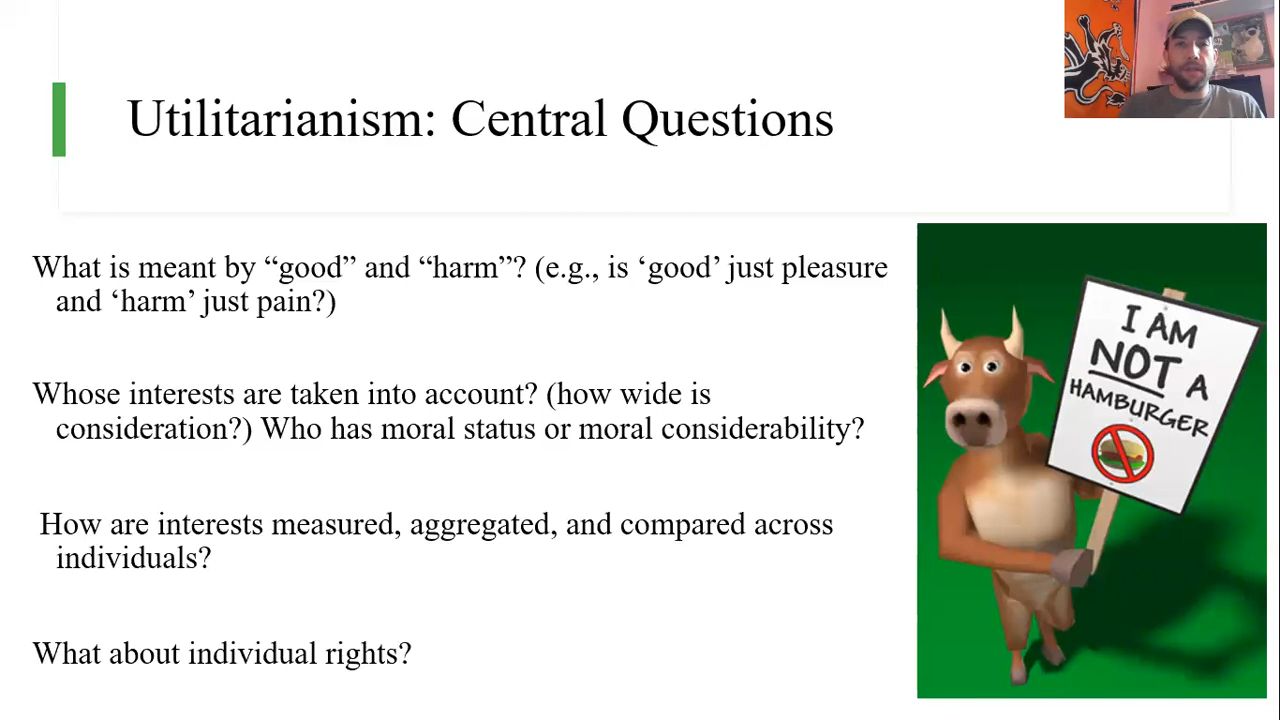 Utilitarianism: Central Questions
What is meant by “good” and “harm”? (e.g., is ‘good’ just pleasure
and ‘harm’ just pain?)
Whose interests are taken into account? (how wide is
consideration?) Who has moral status or moral considerability?
How are interests measured, aggregated, and compared across
individuals?
What about individual rights?
I AM
NOT A
HAMBURGER